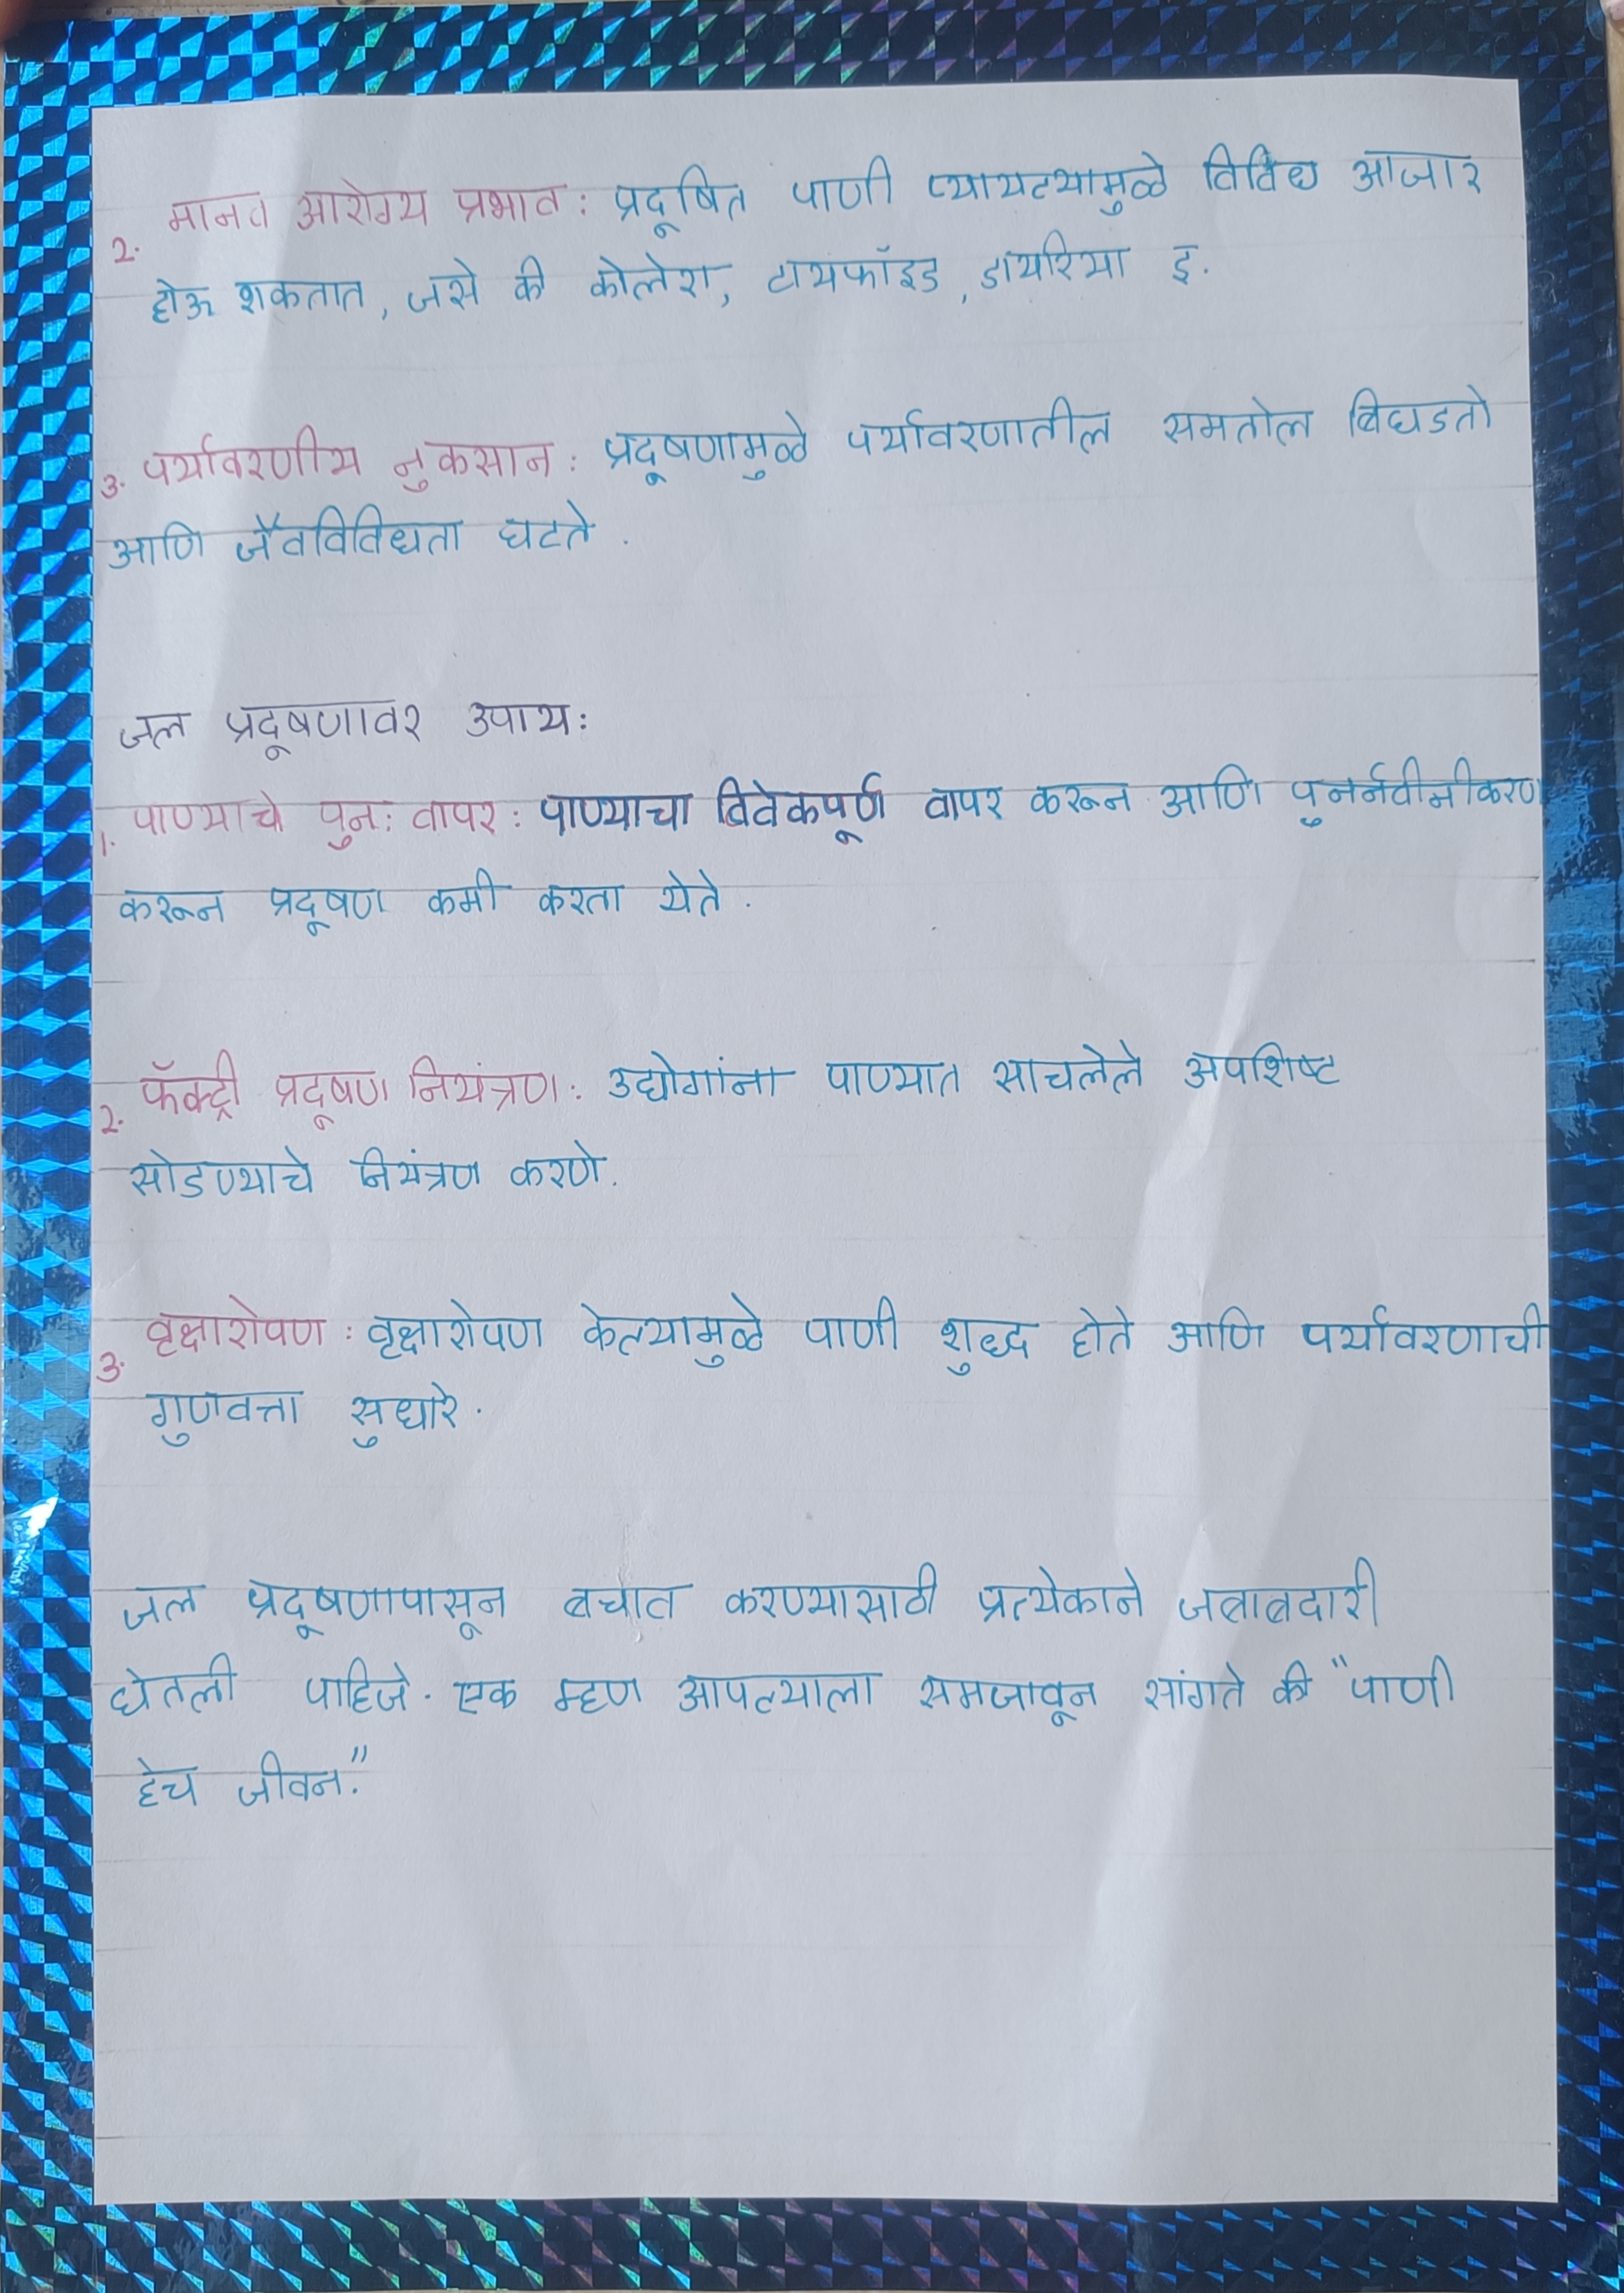 2. मानव आरोग्य प्रभाव : प्रदूषित पाणी प्यायल्यामुळे विविध आजार
होऊ शकतात, जसे की कोलेरा, टायफॉइड, डायरिया इ.
3. पर्यावरणीय नुकसान : प्रदूषणामुळे पर्यावरणातील समतोल बिघडतो
आणि जैवविविधता घटते.
जल प्रदूषणावर उपाय:
1. पाण्याचे पुन: वापर : पाण्याचा विवेकपूर्ण वापर करून आणि पुनर्नवीनीकरण
करून प्रदूषण कमी करता येते.
2. फॅक्ट्री प्रदूषण नियंत्रण: उद्योगांना पाण्यात साचलेले अपशिष्ट
सोडण्याचे नियंत्रण करणे.
3. वृक्षारोपण : वृक्षारोपण केल्यामुळे पाणी शुद्ध होते आणि पर्यावरणाची
गुणवत्ता सुधारे.
जल प्रदूषणापासून बचाव करण्यासाठी प्रत्येकाने जबाबदारी
घेतली पाहिजे. एक म्हण आपल्याला समजावून सांगते की "पाणी
हेच जीवन."